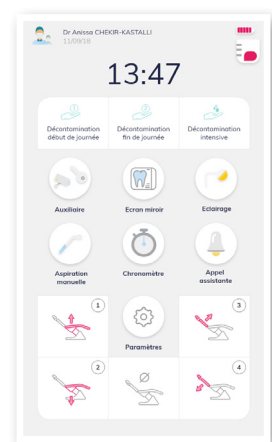 Dr Anissa CHEKIR-KASTALLI
11/09/18
13:47
Décontamination
début de journée
Décontamination
fin de journée
Décontamination
intensive
Auxiliaire
Ecran miroir
Eclairage
Aspiration
manuelle
Chronomètre
Appel
assistante
1
Paramètres
3
2
4